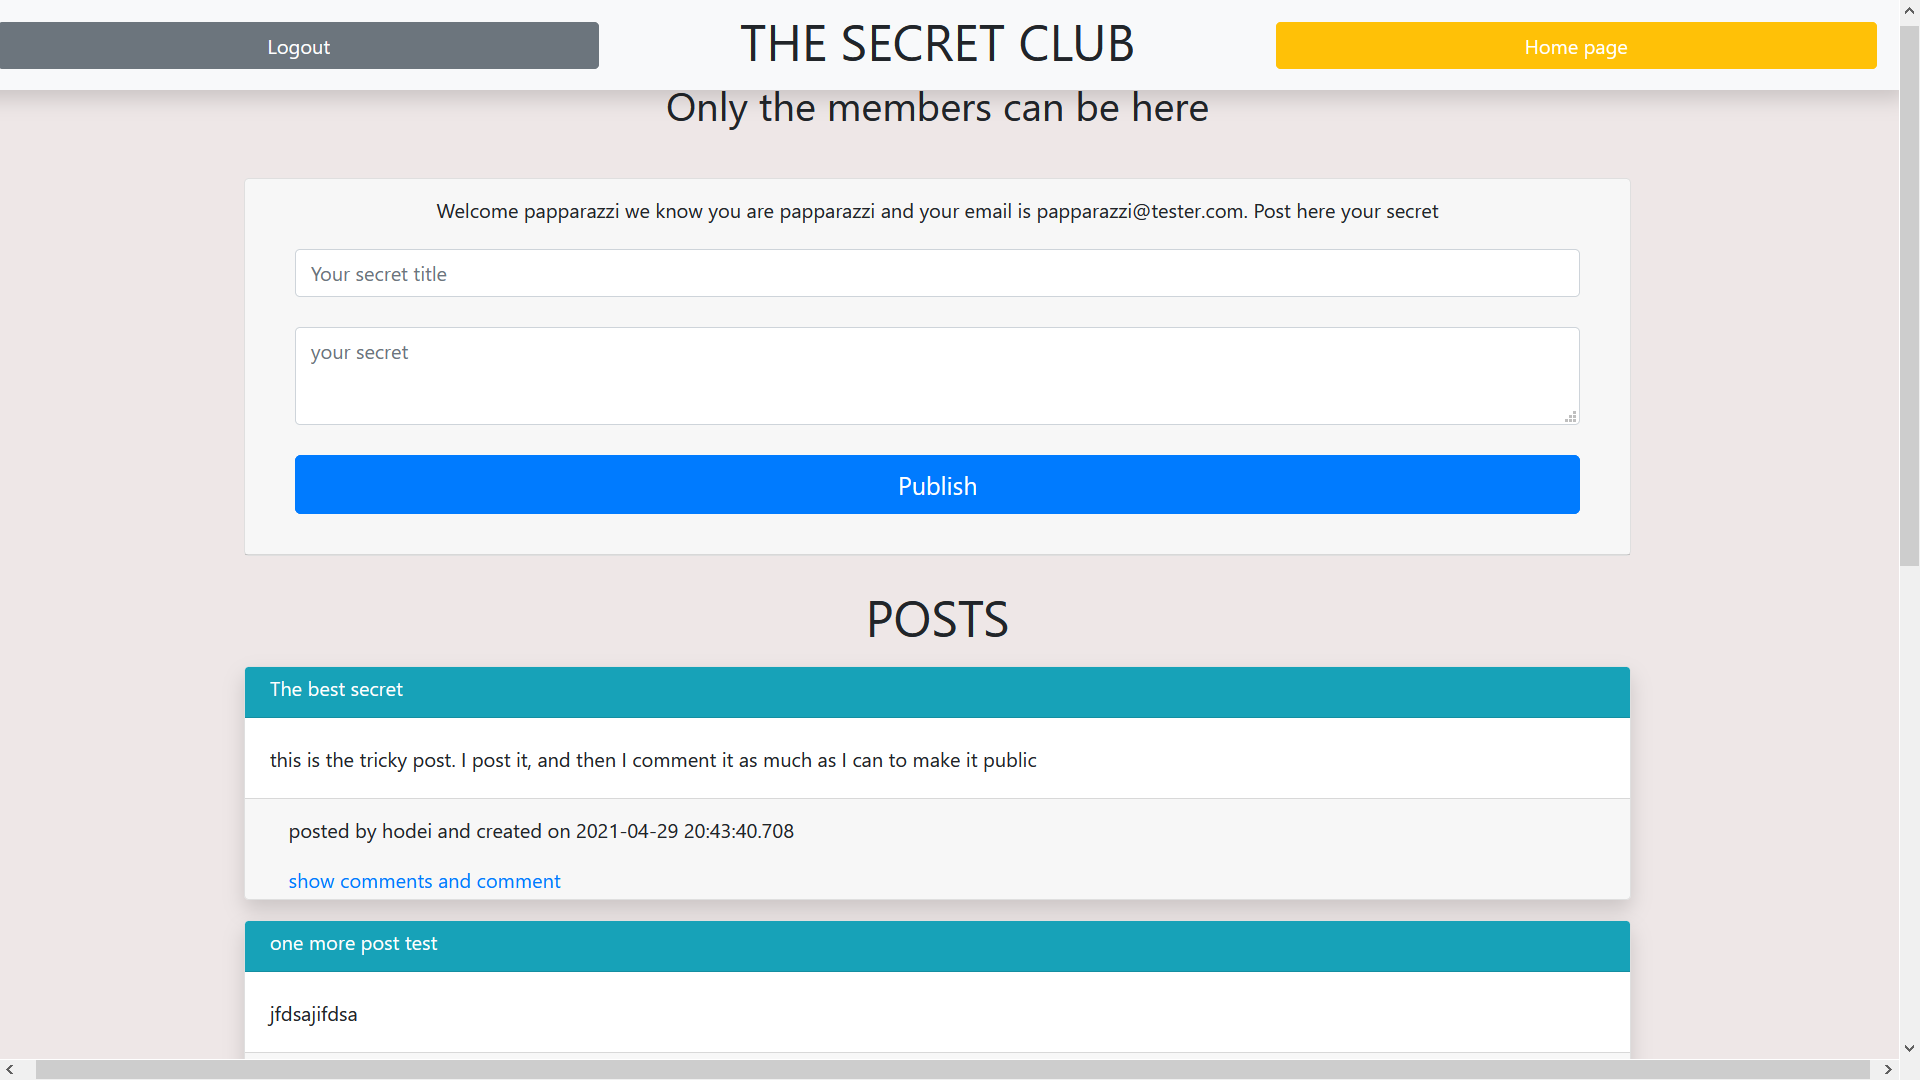 Logout
THE SECRET CLUB
Home page
Only the members can be here
Welcome papparazzi we know you are papparazzi and your email is papparazzi@tester.com. Post here your secret
Your secret title
your secret
Publish
POSTS
The best secret
this is the tricky post. I post it, and then I comment it as much as I can to make it public
posted by hodei and created on 2021-04-29 20:43:40.708
show comments and comment
one more post test
jfdsajifdsa